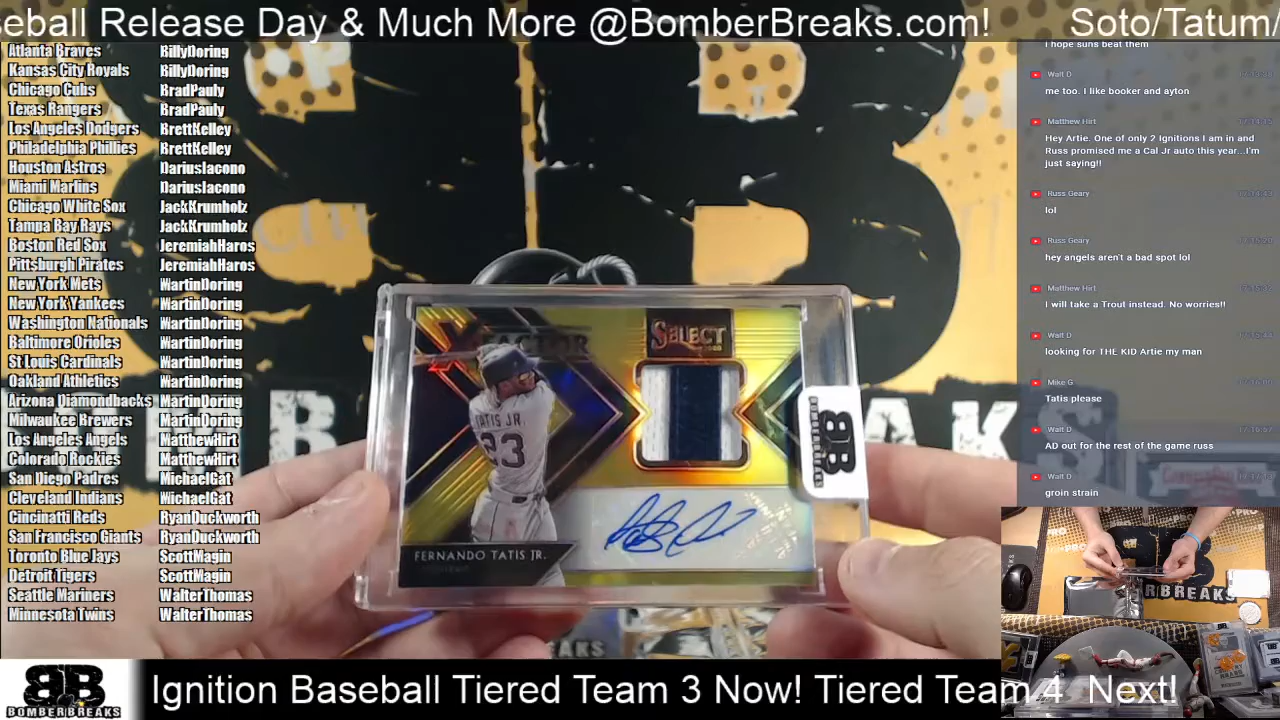 seball Release Day & Much More @BomberBreaks.com! Soto/Tatum/
Atlanta Braves BillyDoring
Kansas City Royals BillyDoring
Chicago Cubs BradPauly
Texas Rangers BradPauly
Los Angeles Dodgers BrettKelley
Philadelphia Phillies BrettKelley
Houston Astros DariusIacono
Miami Marlins DariusIacono
Chicago White Sox JackKrumholz
Tampa Bay Rays JackKrumholz
Boston Red Sox JeremiahHaros
Pittsburgh Pirates JeremiahHaros
New York Mets MartinDoring
New York Yankees MartinDoring
Washington Nationals MartinDoring
Baltimore Orioles MartinDoring
St Louis Cardinals MartinDoring
Oakland Athletics MartinDoring
Arizona Diamondbacks MartinDoring
Milwaukee Brewers MartinDoring
Los Angeles Angels MatthewHirt
Colorado Rockies MatthewHirt
San Diego Padres MichaelGat
Cleveland Indians MichaelGat
Cincinatti Reds RyanDuckworth
San Francisco Giants RyanDuckworth
Toronto Blue Jays ScottMagin
Detroit Tigers ScottMagin
Seattle Mariners WalterThomas
Minnesota Twins WalterThomas
X FACTOR
SELECT
TATIS JR.
23
FERNANDO TATIS JR.
BB
BOMBERBREAKS
i hope suns beat them
Walt D
me too. i like booker and ayton
Matthew Hirt
Hey Artie. One of only 2 Ignitions I am in and
Russ promised me a Cal Jr auto this year...I'm
just saying!!
Russ Geary
lol
Russ Geary
hey angels aren't a bad spot lol
Matthew Hirt
I will take a Trout instead. No worries!!
Walt D
looking for THE KID Artie my man
Mike G
Tatis please
Walt D
AD out for the rest of the game russ
Walt D
groin strain
BB
BOMBERBREAKS
Ignition Baseball Tiered Team 3 Now! Tiered Team 4 Next!